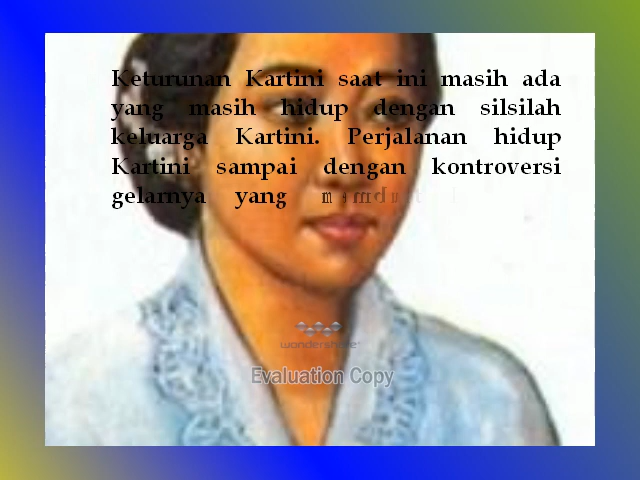 Keturunan Kartini saat ini masih ada
yang masih hidup dengan silsilah
keluarga Kartini. Perjalanan hidup
Kartini sampai dengan kontroversi
gelarnya yang
wondershare
Evaluation Copy